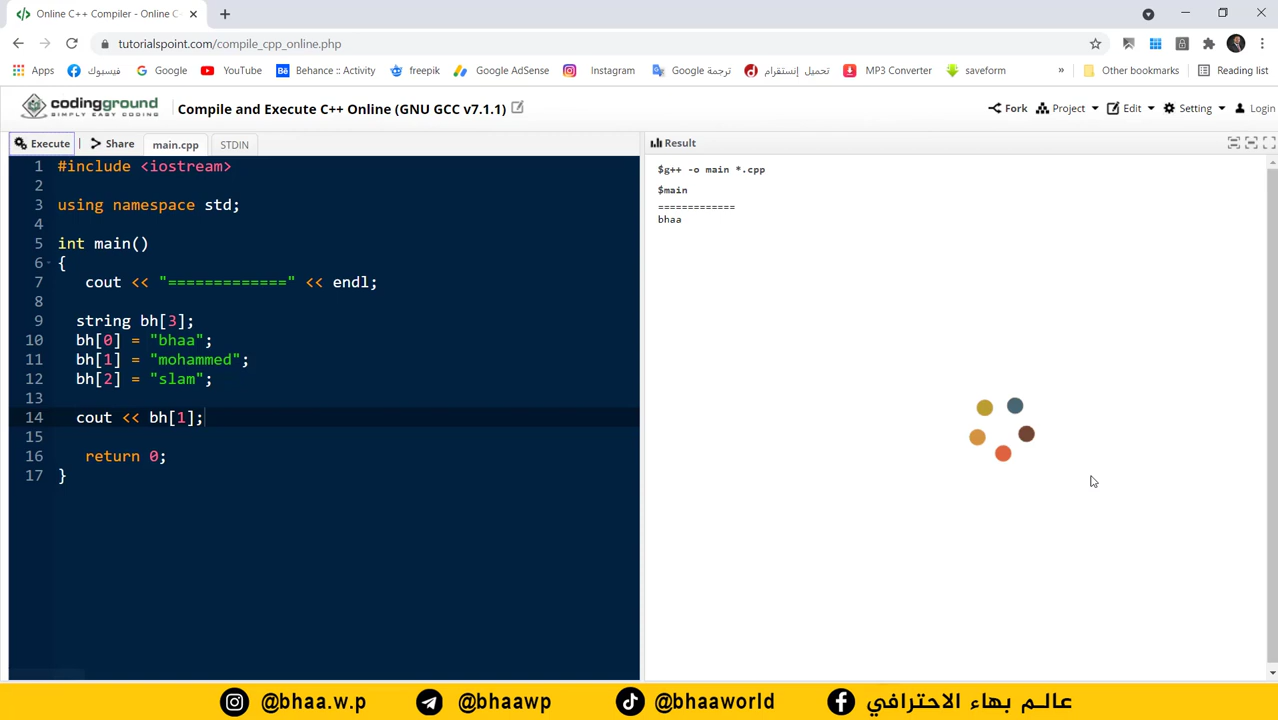 Online C++ Compiler - Online C
tutorialspoint.com/compile_cpp_online.php
Apps فيسبوك Google YouTube Behance :: Activity freepik Google AdSense Instagram ترجمة Google تحميل إنستقرام MP3 Converter saveform » Other bookmarks Reading list
codingground
SIMPLY EASY CODING
Compile and Execute C++ Online (GNU GCC v7.1.1)
Fork Project Edit Setting Login
Execute | Share main.cpp STDIN
Result
1 #include <iostream>
2
3 using namespace std;
4
5 int main()
6 {
7 cout << "=============" << endl;
8
9 string bh[3];
10 bh[0] = "bhaa";
11 bh[1] = "mohammed";
12 bh[2] = "slam";
13
14 cout << bh[1];
15
16 return 0;
17 }
$g++ -o main *.cpp
$main
=============
bhaa
@bhaa.w.p @bhaawp @bhaaworld عالم بهاء الاحترافي